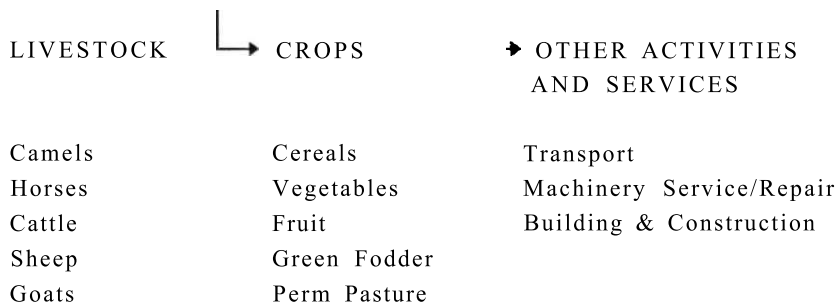 LIVESTOCK
CROPS
OTHER ACTIVITIES
AND SERVICES
Camels
Horses
Cattle
Sheep
Goats
Cereals
Vegetables
Fruit
Green Fodder
Perm Pasture
Transport
Machinery Service/Repair
Building & Construction